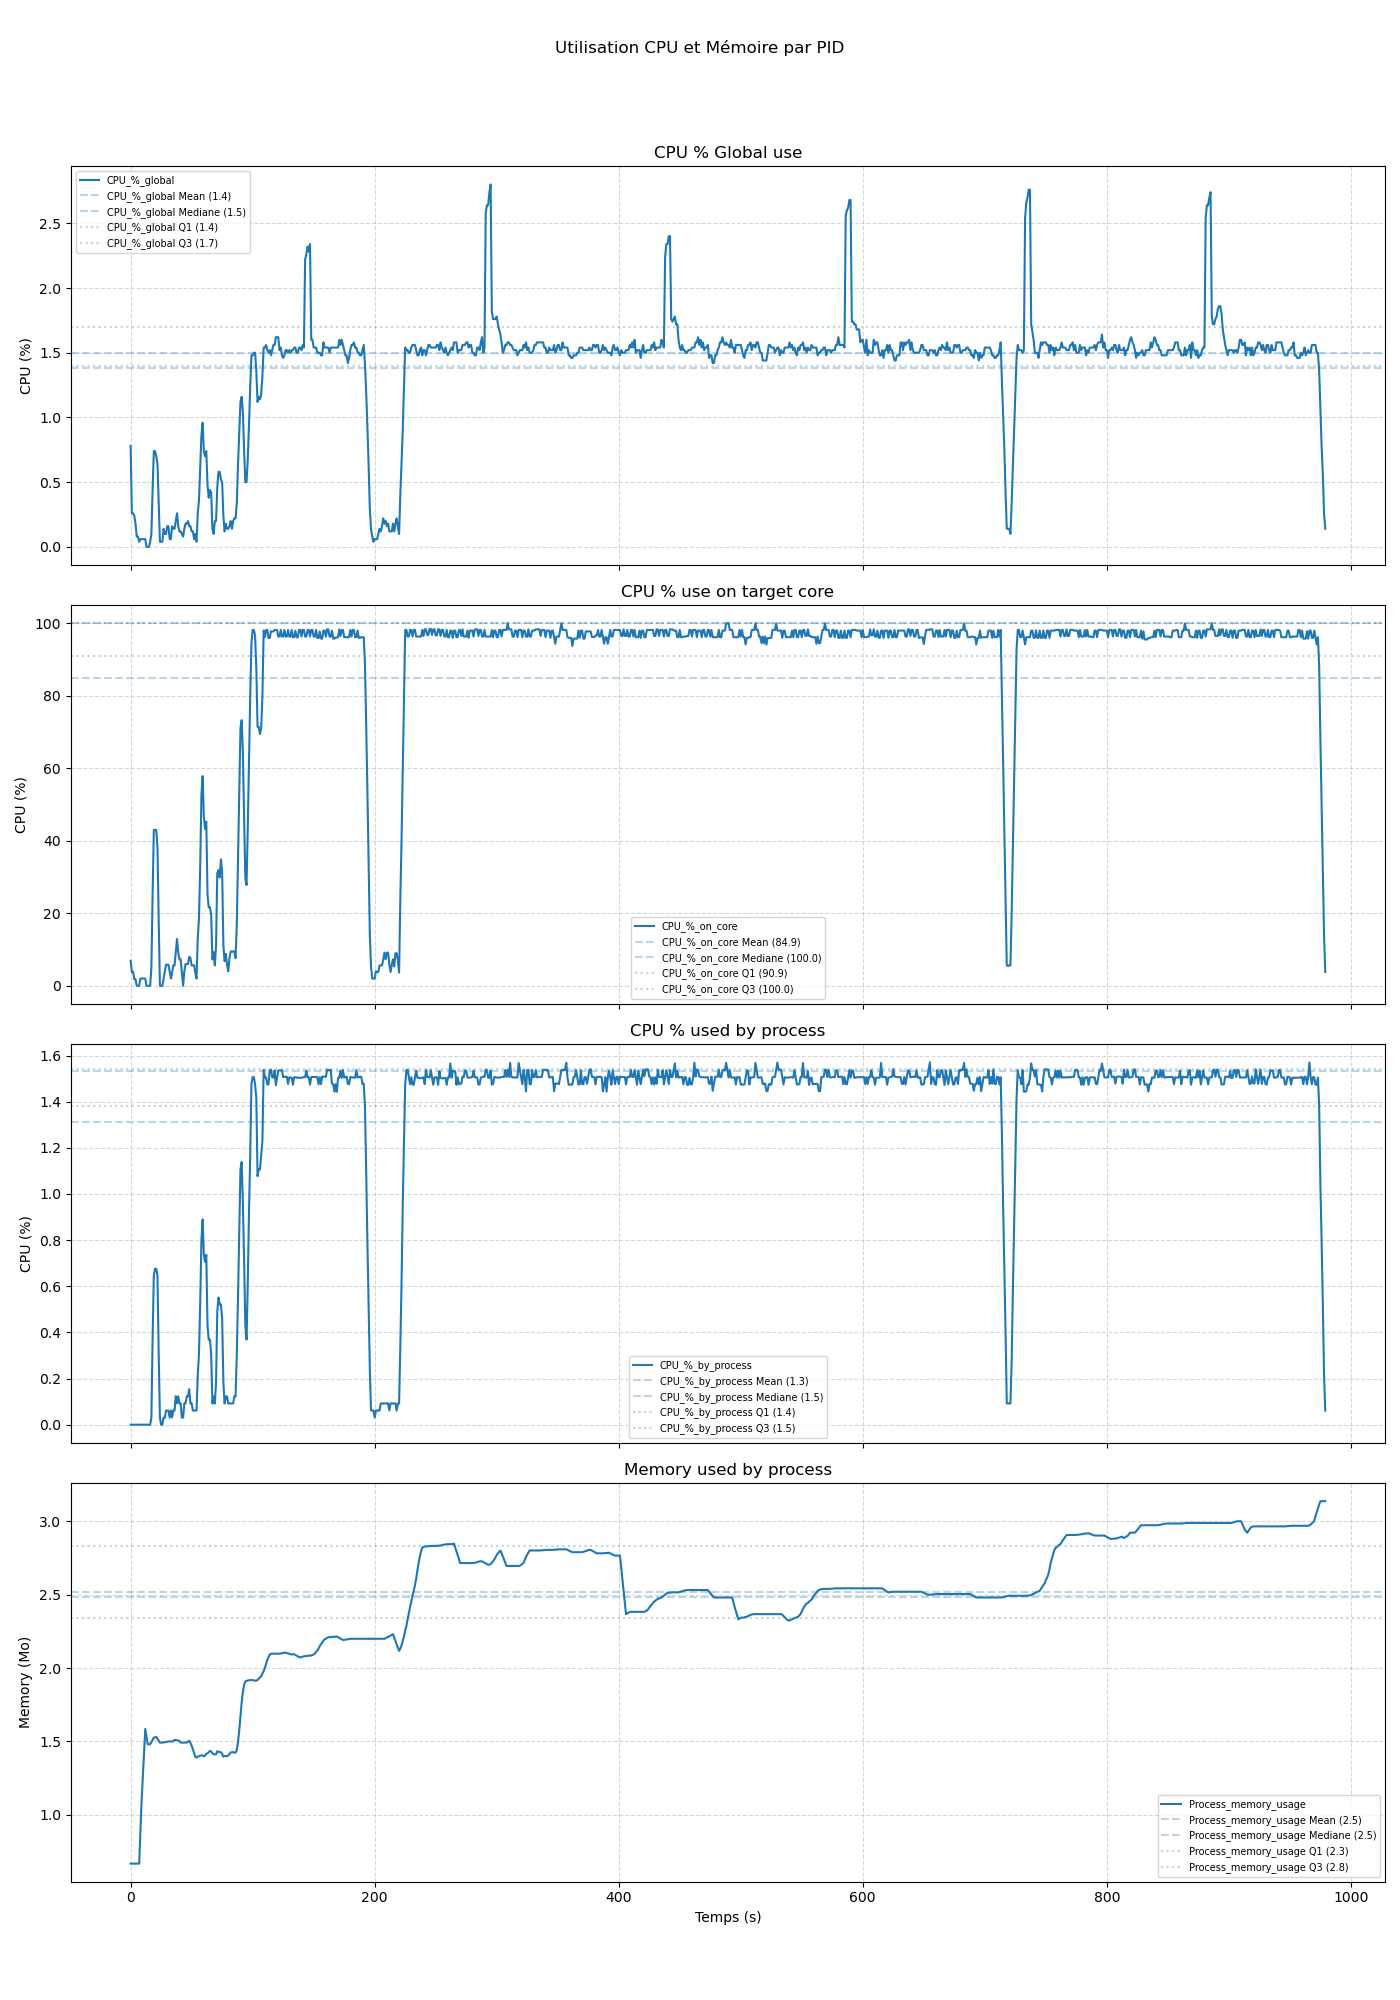 Utilisation CPU et Mémoire par PID
CPU % Global use
CPU_%_global
CPU_%_global Mean (1.4)
CPU_%_global Mediane (1.5)
CPU_%_global Q1 (1.4)
CPU_%_global Q3 (1.7)
2.5
2.0
1.5
1.0
0.5
0.0
CPU (%)
CPU % use on target core
100
80
60
40
20
0
CPU (%)
CPU_%_on_core
CPU_%_on_core Mean (84.9)
CPU_%_on_core Mediane (100.0)
CPU_%_on_core Q1 (90.9)
CPU_%_on_core Q3 (100.0)
CPU % used by process
1.6
1.4
1.2
1.0
0.8
0.6
0.4
0.2
0.0
CPU (%)
CPU_%_by_process
CPU_%_by_process Mean (1.3)
CPU_%_by_process Mediane (1.5)
CPU_%_by_process Q1 (1.4)
CPU_%_by_process Q3 (1.5)
Memory used by process
3.0
2.5
2.0
1.5
1.0
Memory (Mo)
Process_memory_usage
Process_memory_usage Mean (2.5)
Process_memory_usage Mediane (2.5)
Process_memory_usage Q1 (2.3)
Process_memory_usage Q3 (2.8)
0 200 400 600 800 1000
Temps (s)